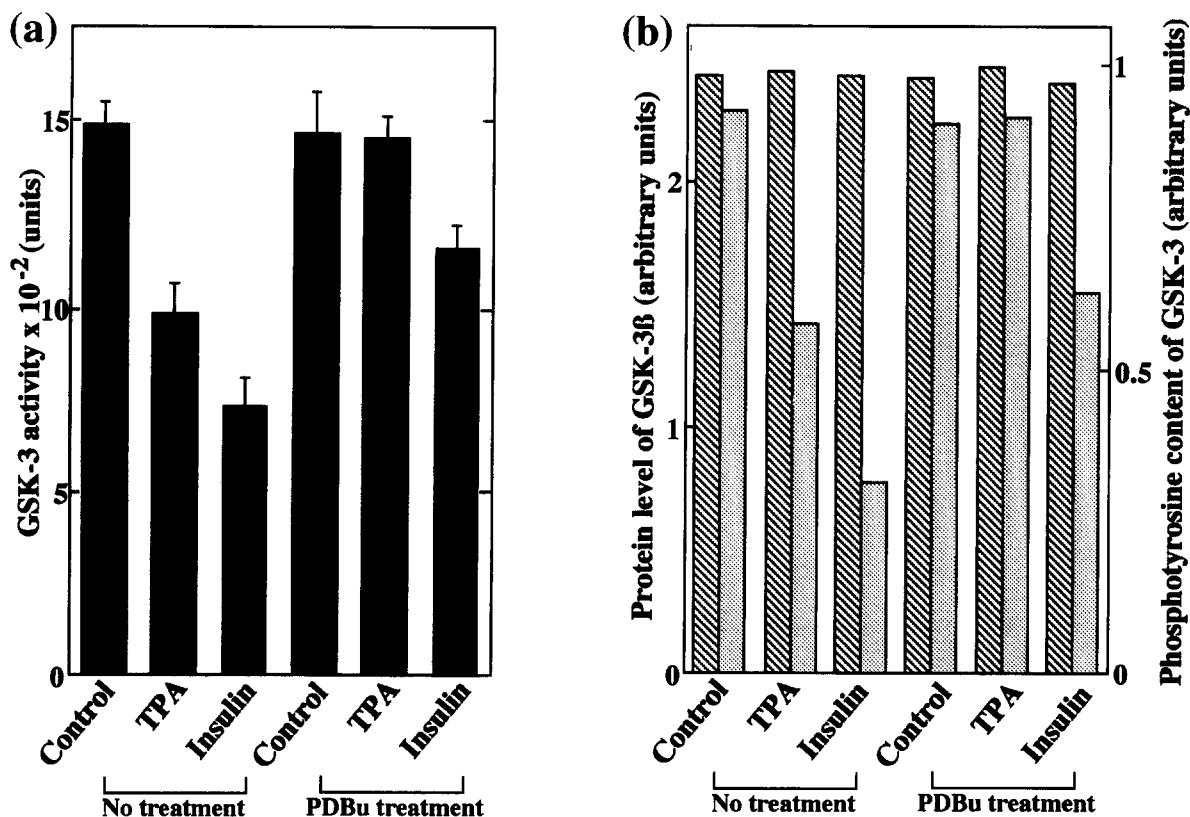 (a)
GSK-3 activity x 10⁻² (units)
15
10
5
0
Control
TPA
Insulin
Control
TPA
Insulin
No treatment
PDBu treatment
(b)
Protein level of GSK-3ß (arbitrary units)
2
1
0
Phosphotyrosine content of GSK-3 (arbitrary units)
1
0.5
0
Control
TPA
Insulin
Control
TPA
Insulin
No treatment
PDBu treatment